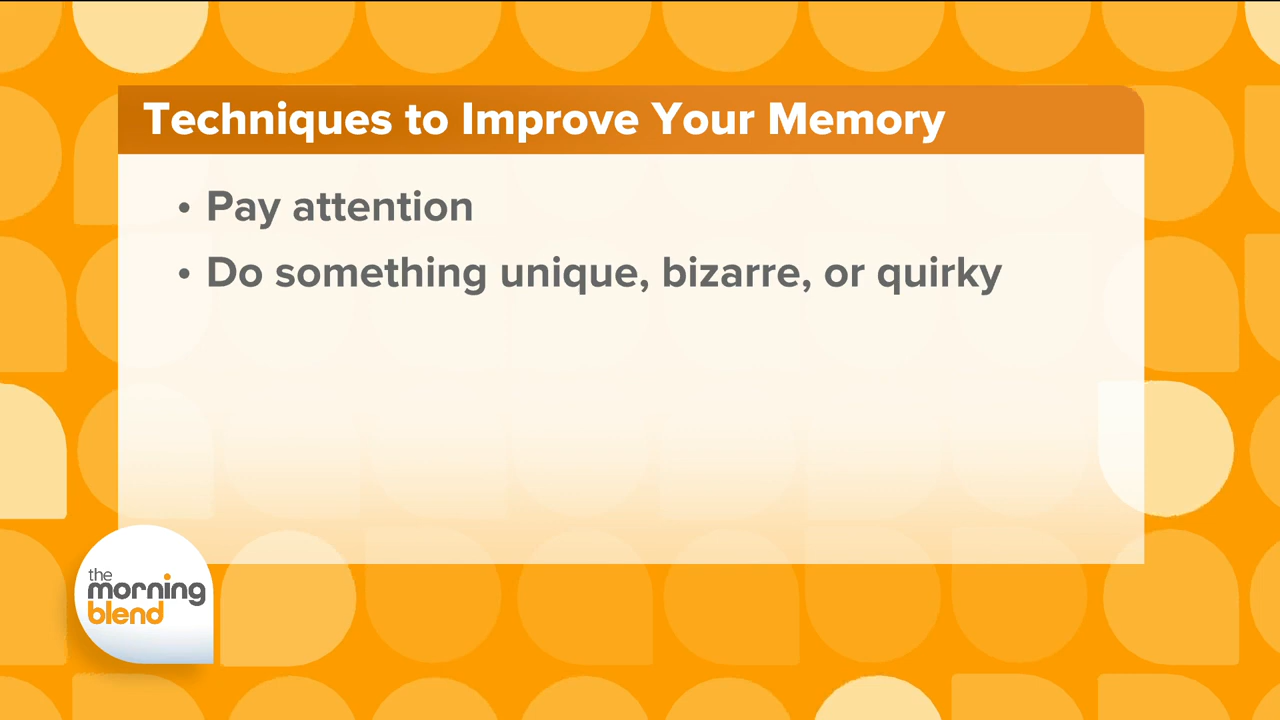 Techniques to Improve Your Memory
• Pay attention
• Do something unique, bizarre, or quirky
the
morning
blend